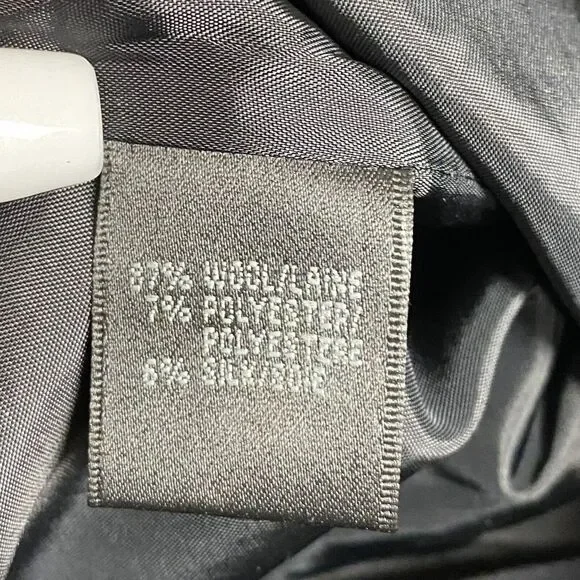 87% WOOL/LAINE
7% POLYESTER/
POLYESTERE
6% SILK/SOIE